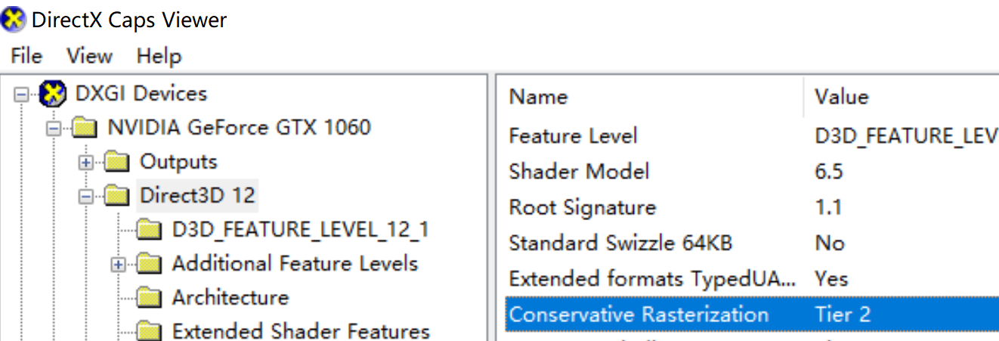 DirectX Caps Viewer
File View Help
DXGI Devices
NVIDIA GeForce GTX 1060
Outputs
Direct3D 12
D3D_FEATURE_LEVEL_12_1
Additional Feature Levels
Architecture
Extended Shader Features
Name Value
Feature Level D3D_FEATURE_LEV
Shader Model 6.5
Root Signature 1.1
Standard Swizzle 64KB No
Extended formats TypedUA... Yes
Conservative Rasterization Tier 2